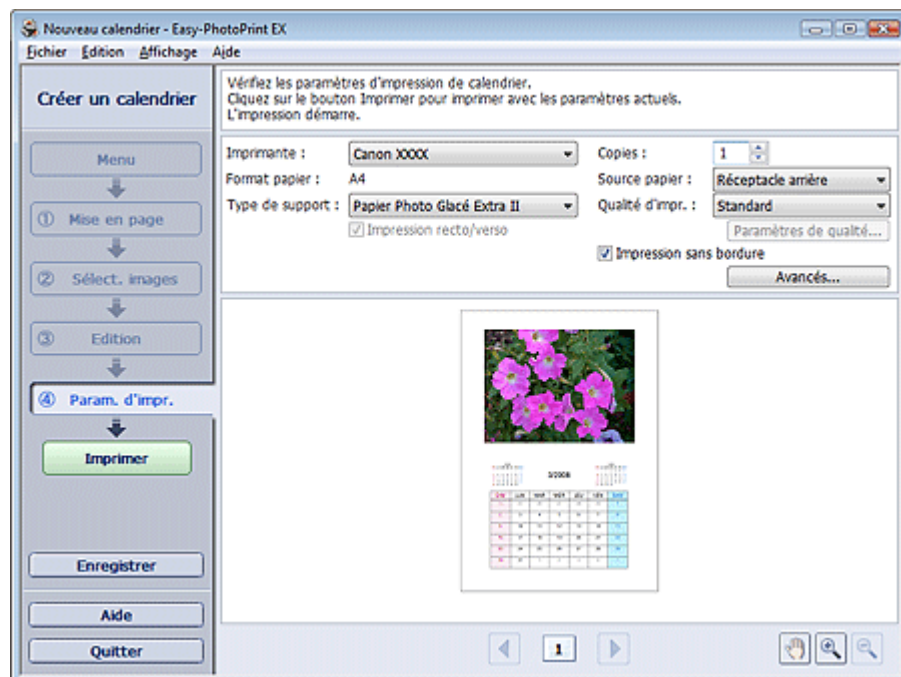 Nouveau calendrier - Easy-PhotoPrint EX
Fichier Édition Affichage Aide
Créer un calendrier
Menu
① Mise en page
② Sélect. images
③ Edition
④ Param. d'impr.
Imprimer
Enregistrer
Aide
Quitter
Vérifiez les paramètres d'impression de calendrier.
Cliquez sur le bouton Imprimer pour imprimer avec les paramètres actuels.
L'impression démarre.
Imprimante : Canon XXXX
Copies : 1
Format papier : A4
Source papier : Réceptacle arrière
Type de support : Papier Photo Glacé Extra II
Qualité d'impr. : Standard
Impression recto/verso
Paramètres de qualité...
Impression sans bordure
Avancés...
1